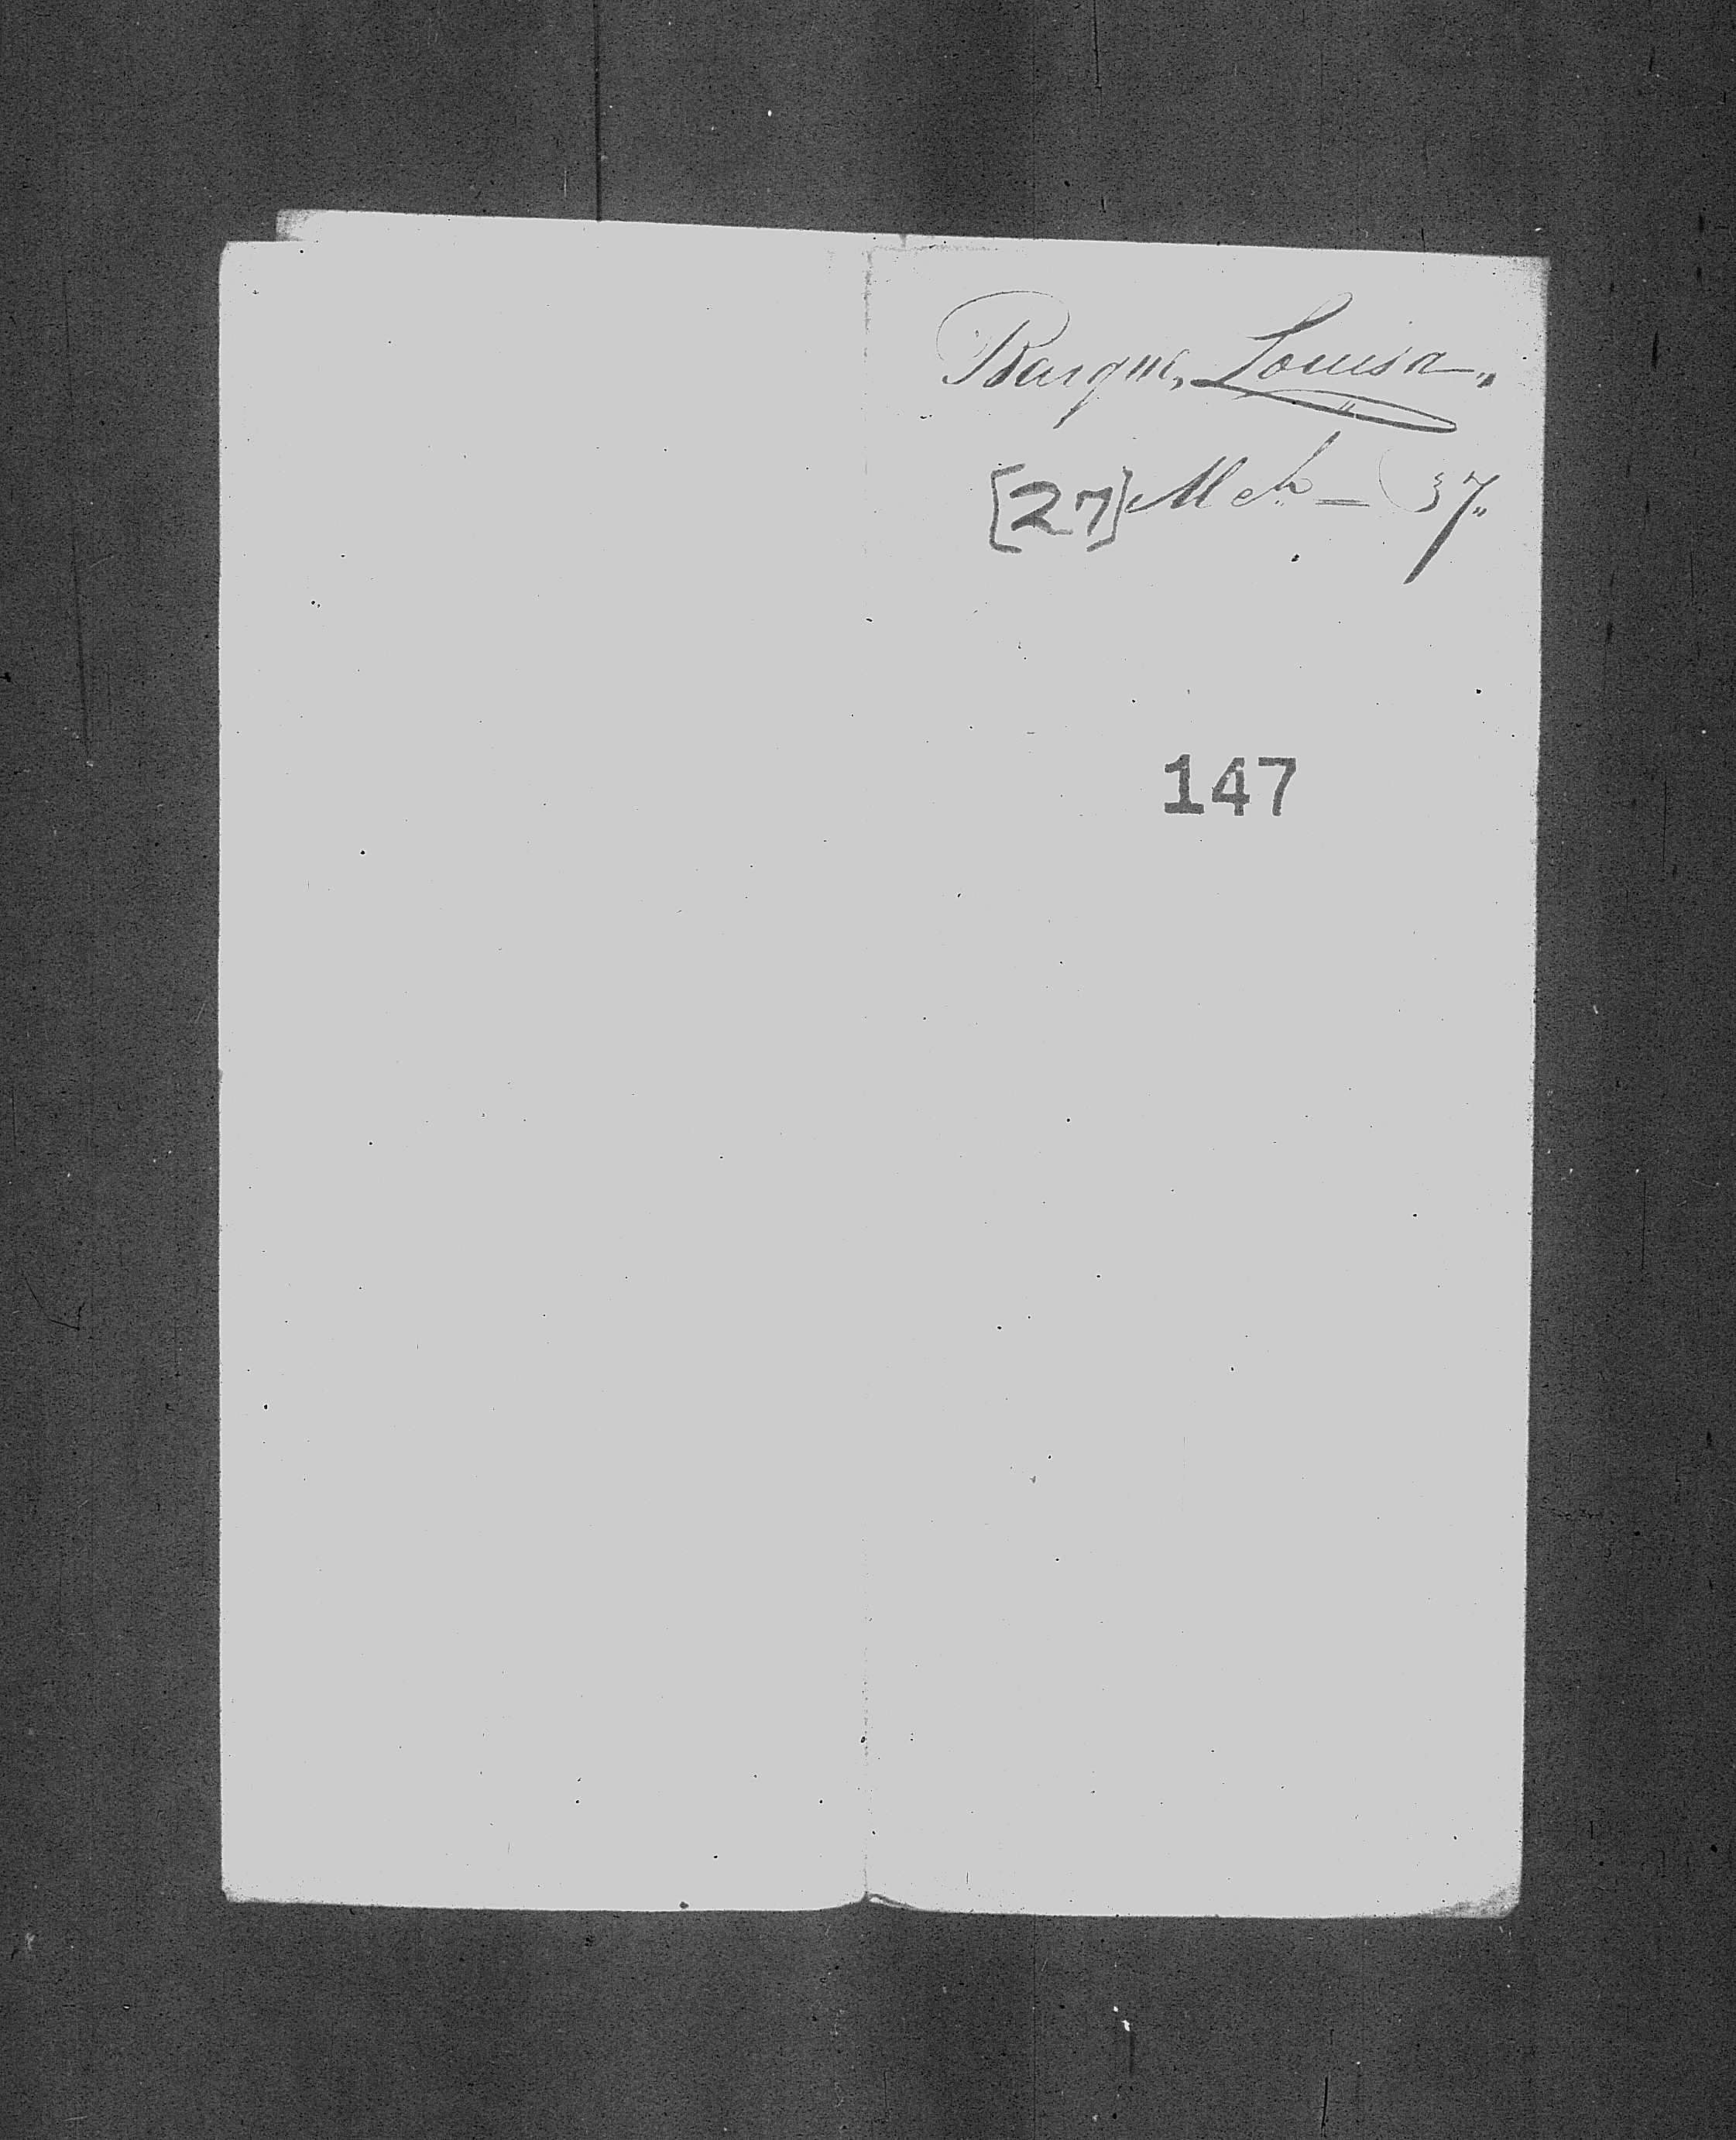 Barque, Louisa
[27] Mch = 37
147